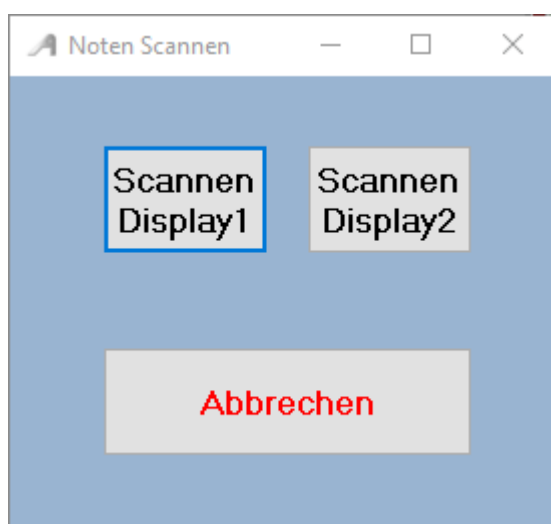 Noten Scannen
Scannen
Display1
Scannen
Display2
Abbrechen